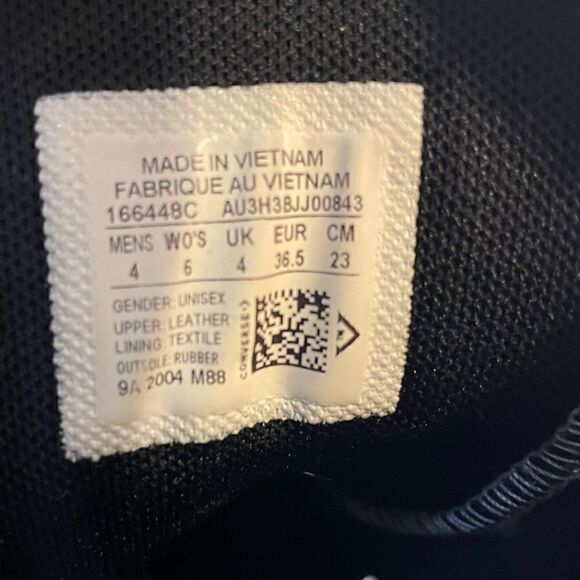 MADE IN VIETNAM
FABRIQUE AU VIETNAM
166448C AU3H3BJJ00843
MENS WO'S UK EUR CM
4 6 4 36.5 23
GENDER: UNISEX
UPPER: LEATHER
LINING: TEXTILE
OUTSOLE: RUBBER
9A 2004 M88
CONVERSE